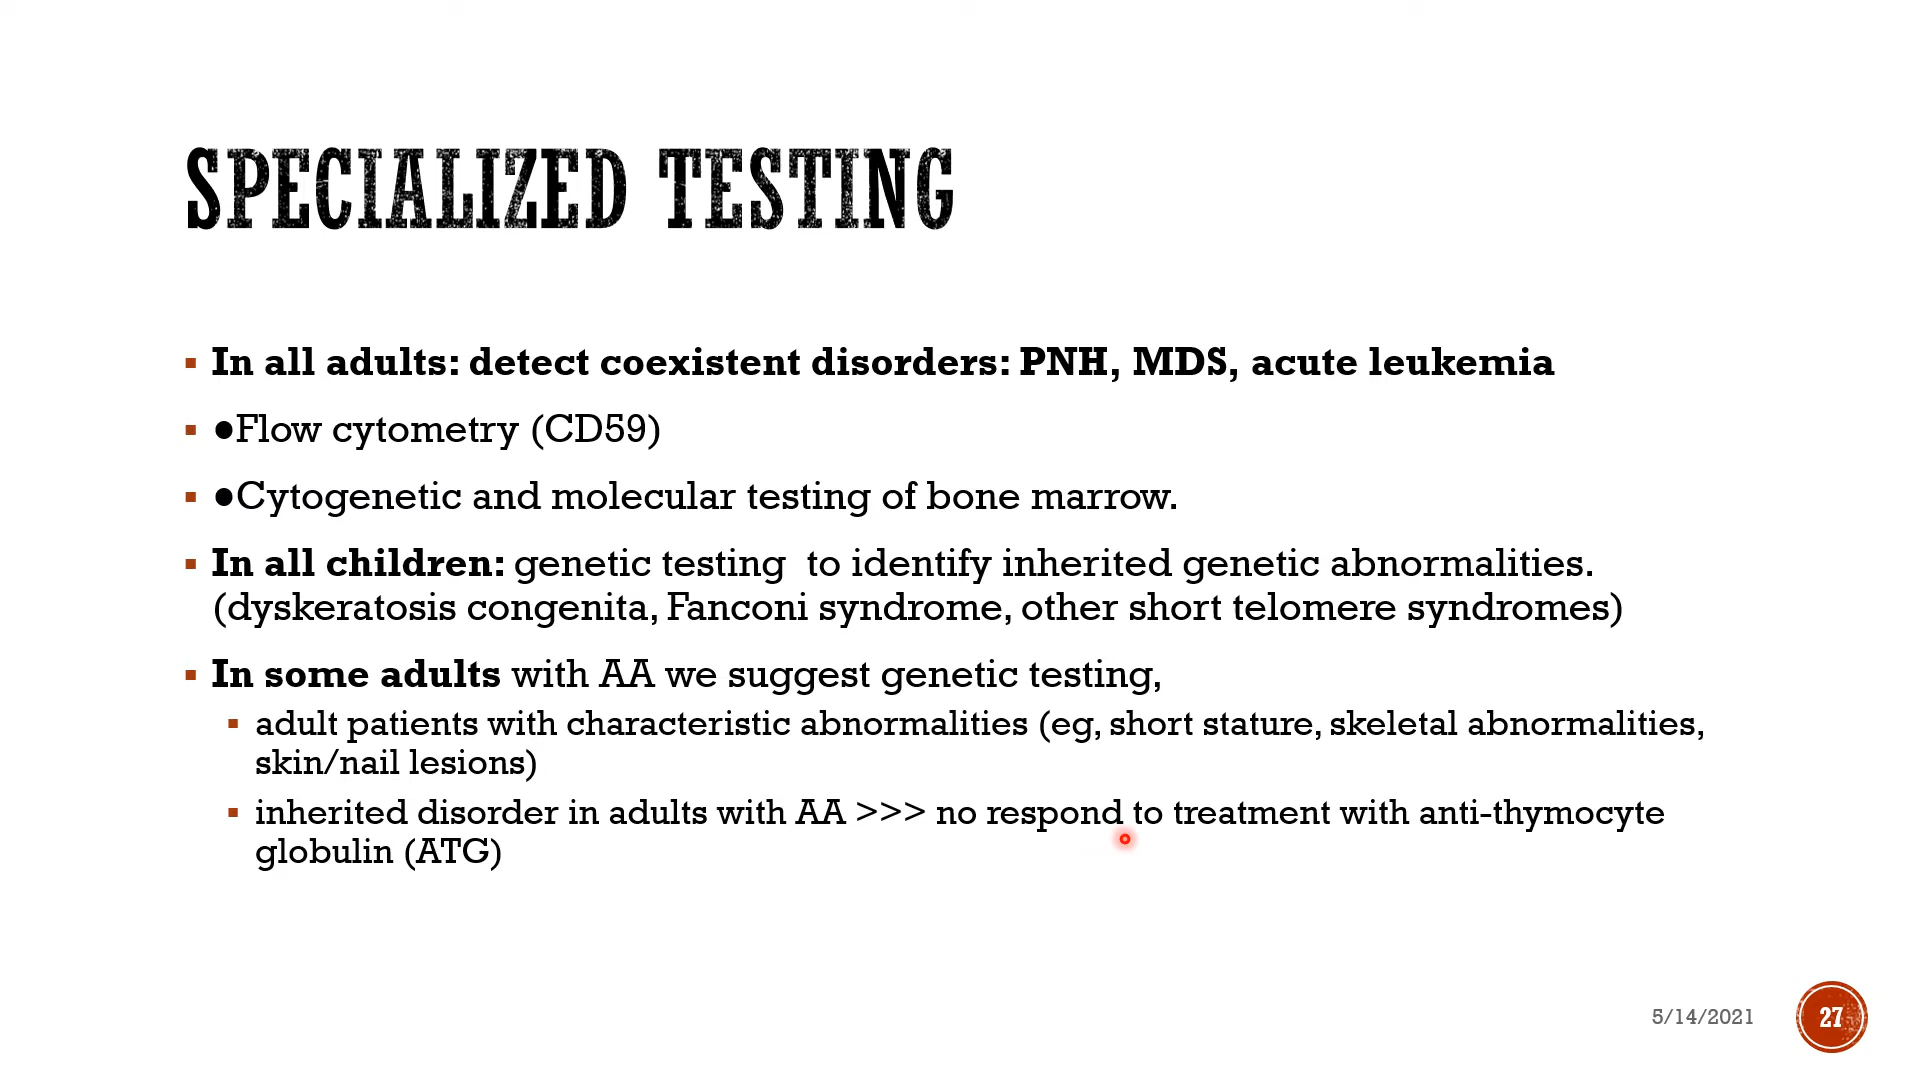 SPECIALIZED TESTING
▪ In all adults: detect coexistent disorders: PNH, MDS, acute leukemia
▪ ●Flow cytometry (CD59)
▪ ●Cytogenetic and molecular testing of bone marrow.
▪ In all children: genetic testing  to identify inherited genetic abnormalities.
(dyskeratosis congenita, Fanconi syndrome, other short telomere syndromes)
▪ In some adults with AA we suggest genetic testing,
▪ adult patients with characteristic abnormalities (eg, short stature, skeletal abnormalities,
skin/nail lesions)
▪ inherited disorder in adults with AA >>> no respond to treatment with anti-thymocyte
globulin (ATG)
5/14/2021
27